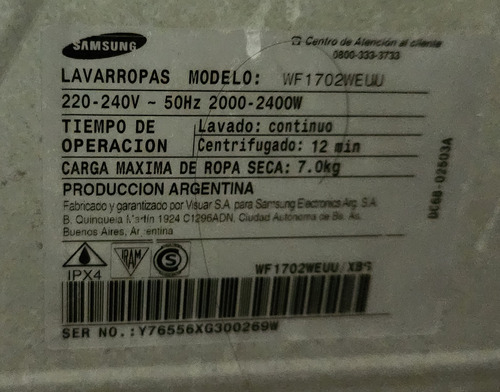 SAMSUNG
Centro de Atención al cliente
0800-333-3733
LAVARROPAS MODELO: WF1702WEUU
220-240V ~ 50Hz 2000-2400W
TIEMPO DE OPERACION
Lavado: continuo
Centrifugado: 12 min
CARGA MAXIMA DE ROPA SECA: 7.0kg
PRODUCCION ARGENTINA
Fabricado y garantizado por Visuar S.A. para Samsung Electronics Arg. S.A.
B. Quinquela Martin 1924 C1296ADN, Ciudad Autonoma de Bs. As.
Buenos Aires, Argentina
DC68-02503A
IPX4
IRAM
S
WF1702WEUU/XBG
SER NO.:Y76556XG300269W